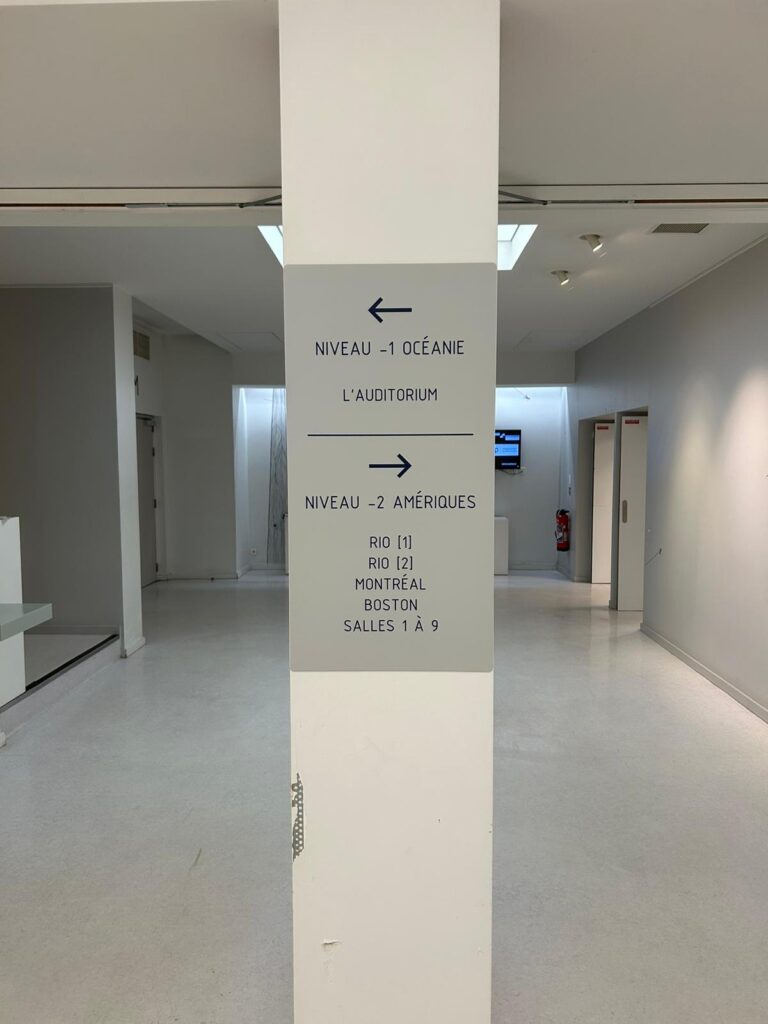 ←
NIVEAU -1 OCÉANIE
L'AUDITORIUM
→
NIVEAU -2 AMÉRIQUES
RIO [1]
RIO [2]
MONTRÉAL
BOSTON
SALLES 1 À 9